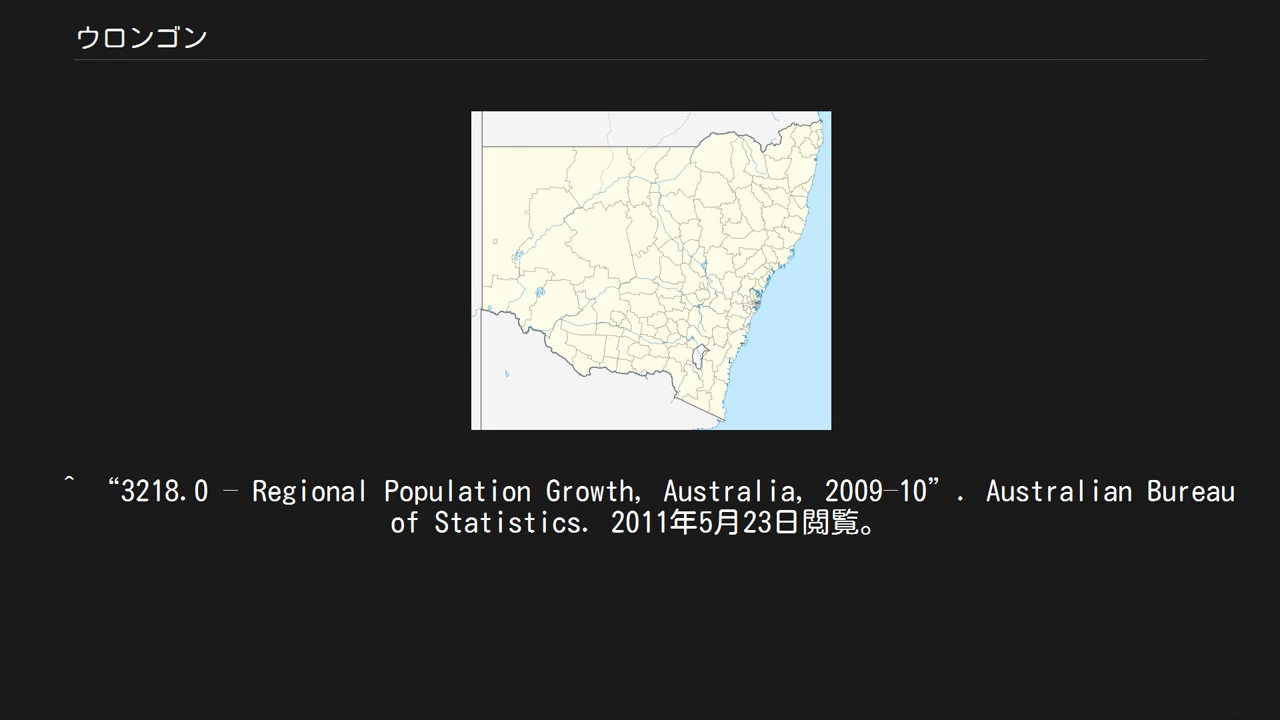 ウロンゴン
^ “3218.0 – Regional Population Growth, Australia, 2009–10”. Australian Bureau
of Statistics. 2011年5月23日閲覧。